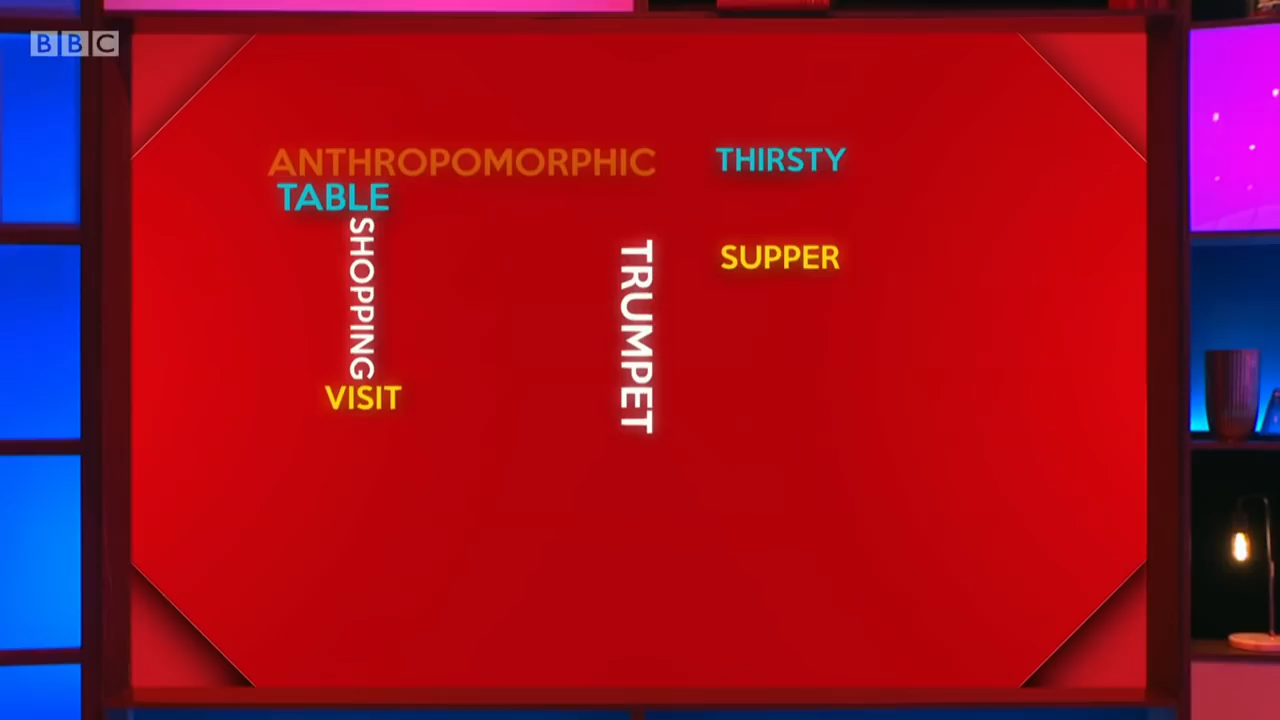 BBC
ANTHROPOMORPHIC
THIRSTY
TABLE
SHOPPING
TRUMPET
SUPPER
VISIT